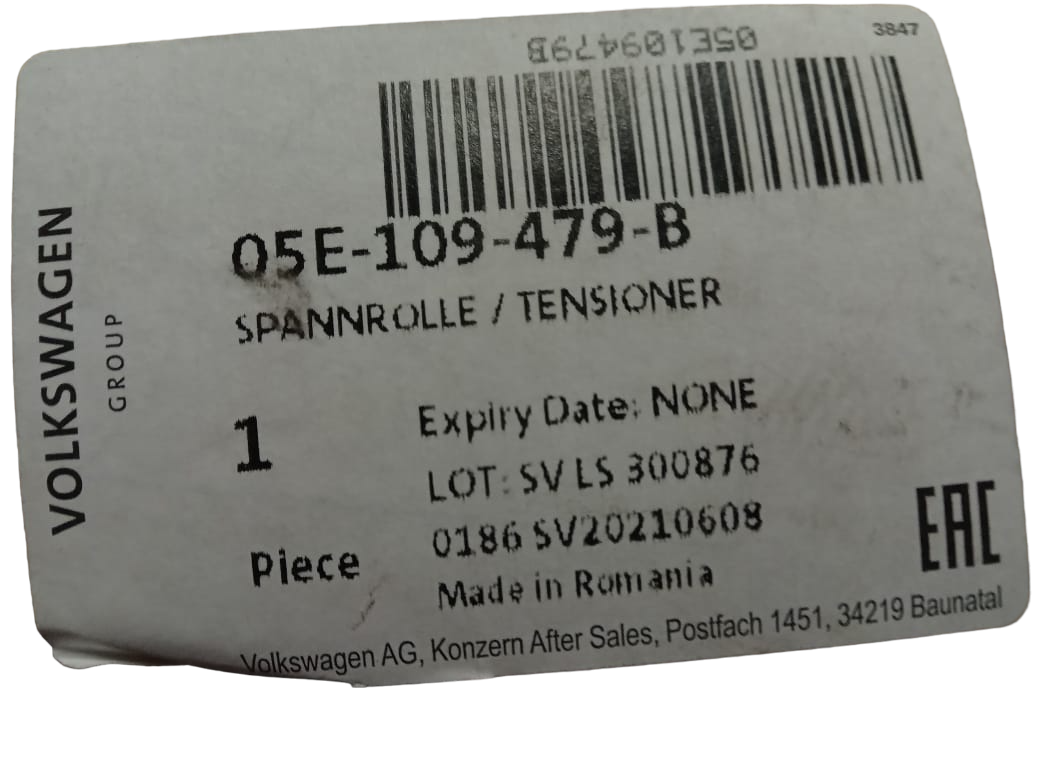 3847
05E109479B
05E-109-479-B
SPANNROLLE / TENSIONER
1
Piece
Expiry Date: NONE
LOT: SV LS 300876
0186 SV20210608
Made in Romania
EAC
Volkswagen AG, Konzern After Sales, Postfach 1451, 34219 Baunatal
VOLKSWAGEN
GROUP